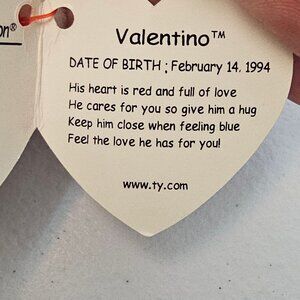 on®
Valentino™
DATE OF BIRTH : February 14, 1994
His heart is red and full of love
He cares for you so give him a hug
Keep him close when feeling blue
Feel the love he has for you!
www.ty.com